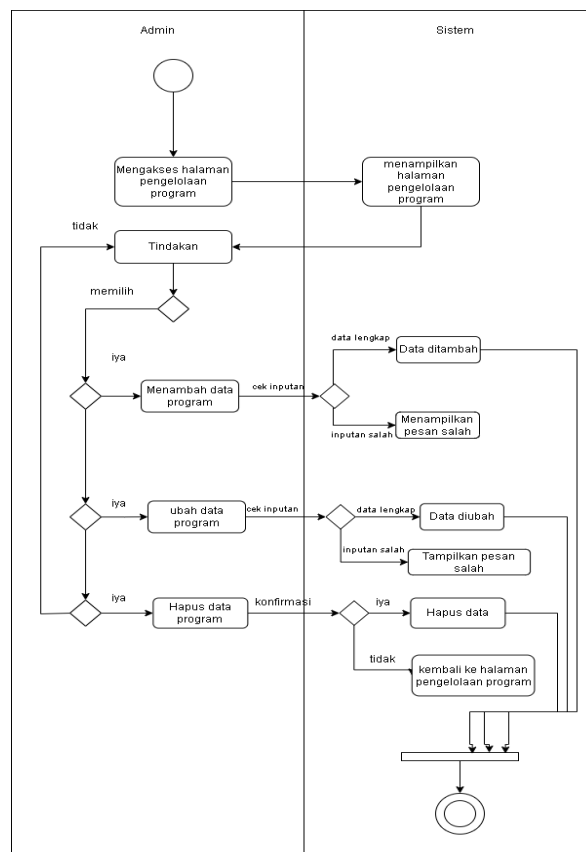 Admin
Sistem
Mengakses halaman
pengelolaan
program
menampilkan
halaman
pengelolaan
program
tidak
Tindakan
memilih
iya
Menambah data
program
cek inputan
data lengkap
Data ditambah
inputan salah
Menampilkan
pesan salah
iya
ubah data
program
cek inputan
data lengkap
Data diubah
inputan salah
Tampilkan pesan
salah
iya
Hapus data
program
konfirmasi
iya
Hapus data
tidak
kembali ke halaman
pengelolaan program